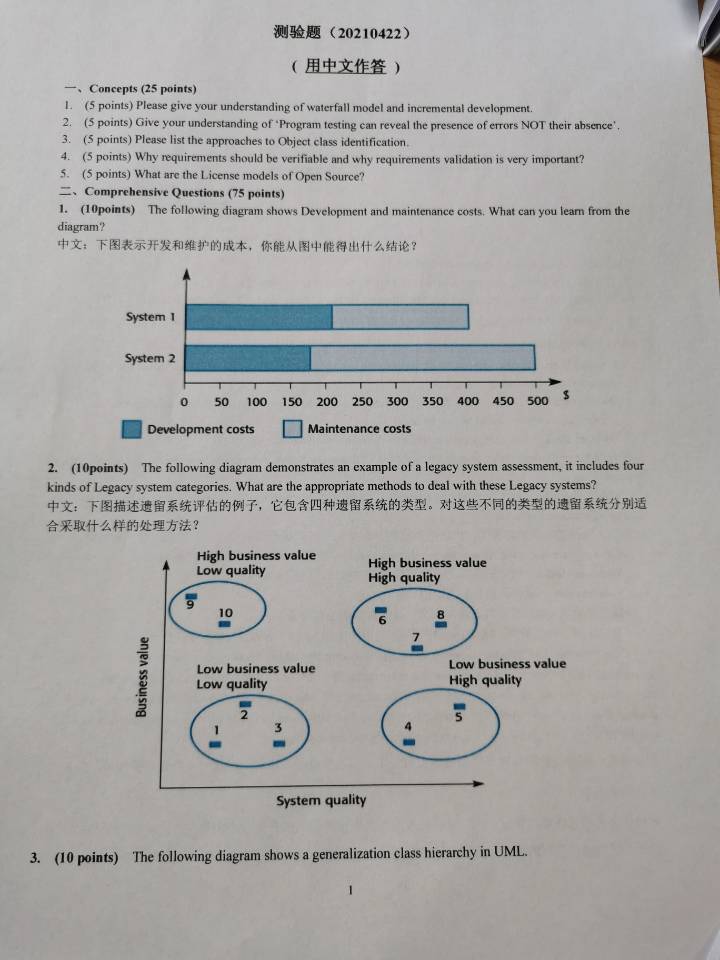 测验题（20210422）
( 用中文作答 )
一、Concepts (25 points)
1. (5 points) Please give your understanding of waterfall model and incremental development.
2. (5 points) Give your understanding of ‘Program testing can reveal the presence of errors NOT their absence’.
3. (5 points) Please list the approaches to Object class identification.
4. (5 points) Why requirements should be verifiable and why requirements validation is very important?
5. (5 points) What are the License models of Open Source?
二、Comprehensive Questions (75 points)
1. (10points) The following diagram shows Development and maintenance costs. What can you learn from the
diagram?
中文：下图表示开发和维护的成本，你能从图中能得出什么结论？
System 1
System 2
0 50 100 150 200 250 300 350 400 450 500 $
Development costs Maintenance costs
2. (10points) The following diagram demonstrates an example of a legacy system assessment, it includes four
kinds of Legacy system categories. What are the appropriate methods to deal with these Legacy systems?
中文：下图描述遗留系统评估的例子，它包含四种遗留系统的类型。对这些不同的类型的遗留系统分别适
合采取什么样的处理方法？
High business value
Low quality
High business value
High quality
9
10
6
8
7
Business value
Low business value
Low quality
Low business value
High quality
2
1
3
5
4
System quality
3. (10 points) The following diagram shows a generalization class hierarchy in UML.
1